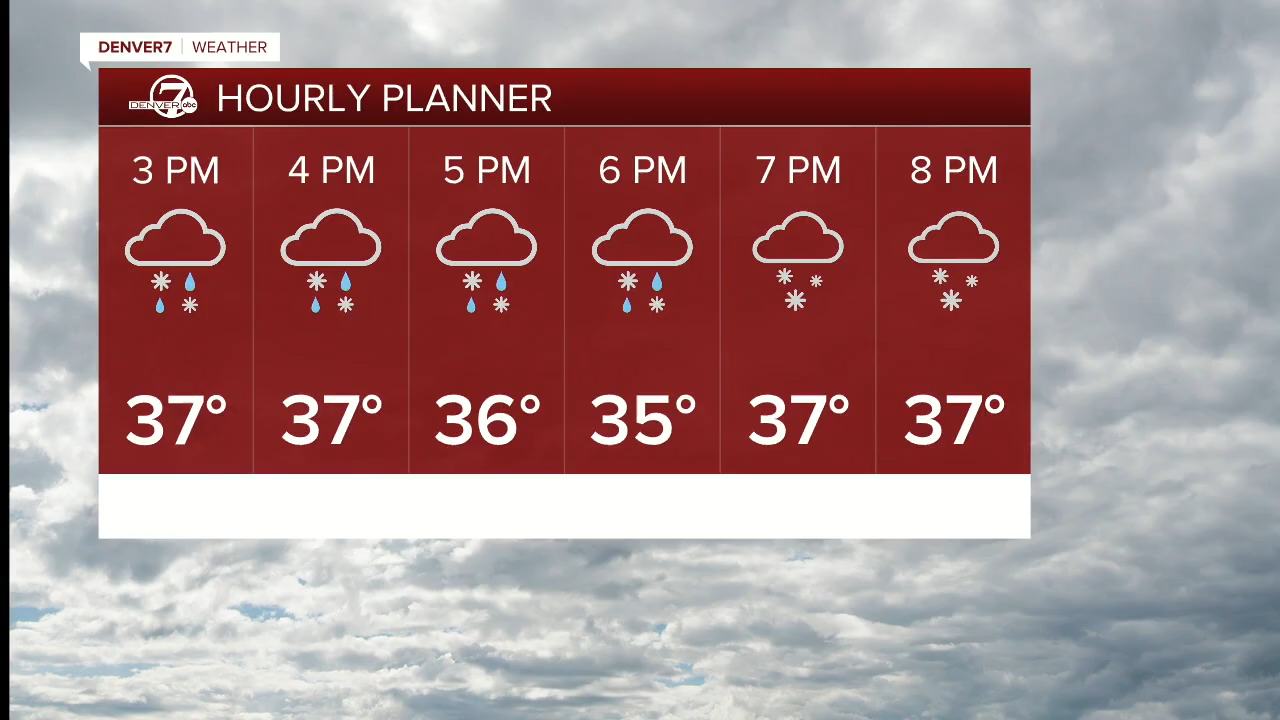 DENVER7 | WEATHER
7
DENVER abc
HOURLY PLANNER
3 PM 4 PM 5 PM 6 PM 7 PM 8 PM
37° 37° 36° 35° 37° 37°